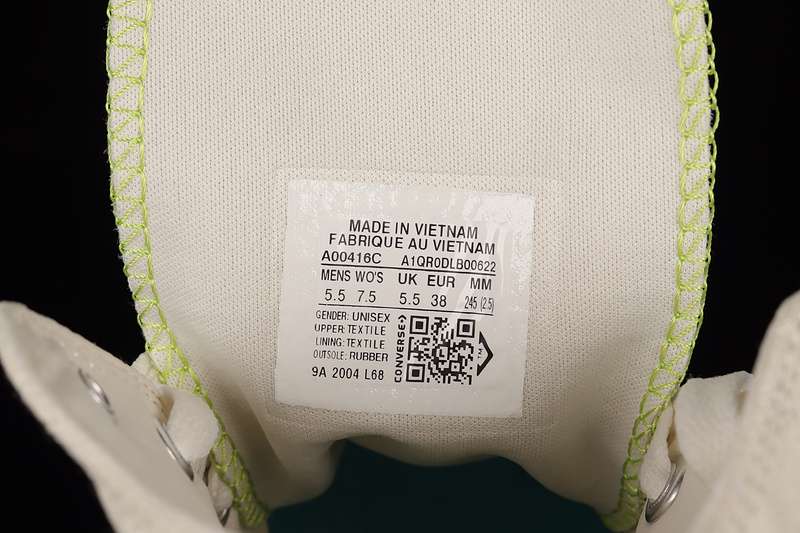 MADE IN VIETNAM
FABRIQUE AU VIETNAM
A00416C A1QR0DLB00622
MENS WO'S UK EUR MM
5.5 7.5 5.5 38 245 (2.5)
GENDER: UNISEX
UPPER: TEXTILE
LINING: TEXTILE
OUTSOLE: RUBBER
9A 2004 L68
CONVERSE
TM